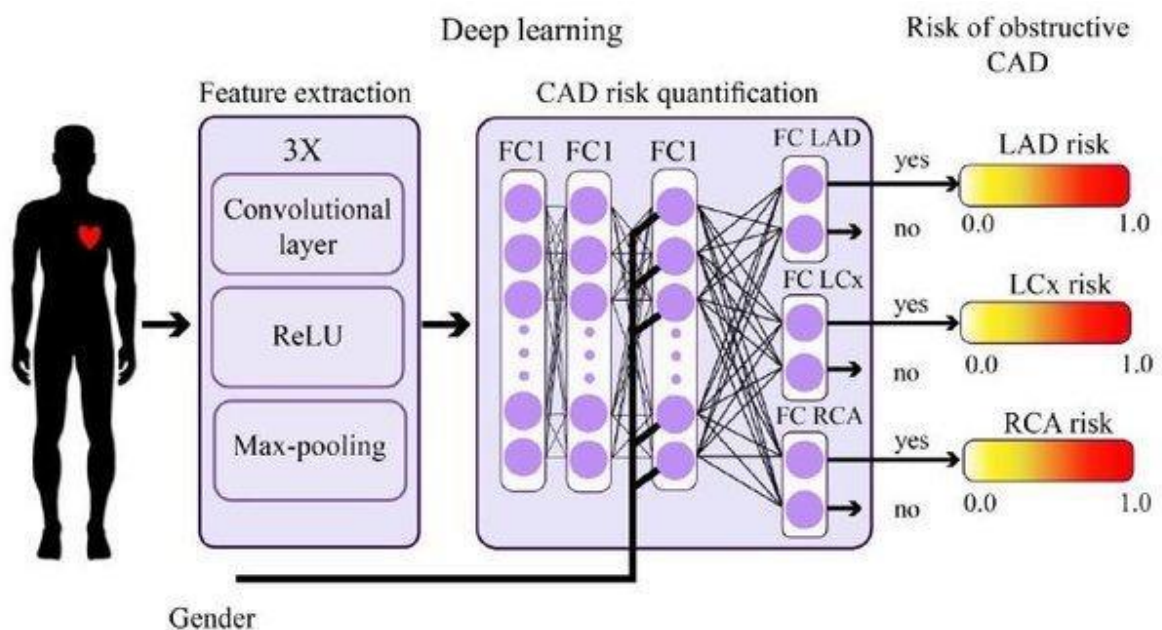 Deep learning
Risk of obstructive
CAD
Feature extraction
CAD risk quantification
3X
Convolutional
layer
ReLU
Max-pooling
FC1 FC1 FC1
FC LAD
yes
no
FC LCx
yes
no
FC RCA
yes
no
LAD risk
0.0 1.0
LCx risk
0.0 1.0
RCA risk
0.0 1.0
Gender